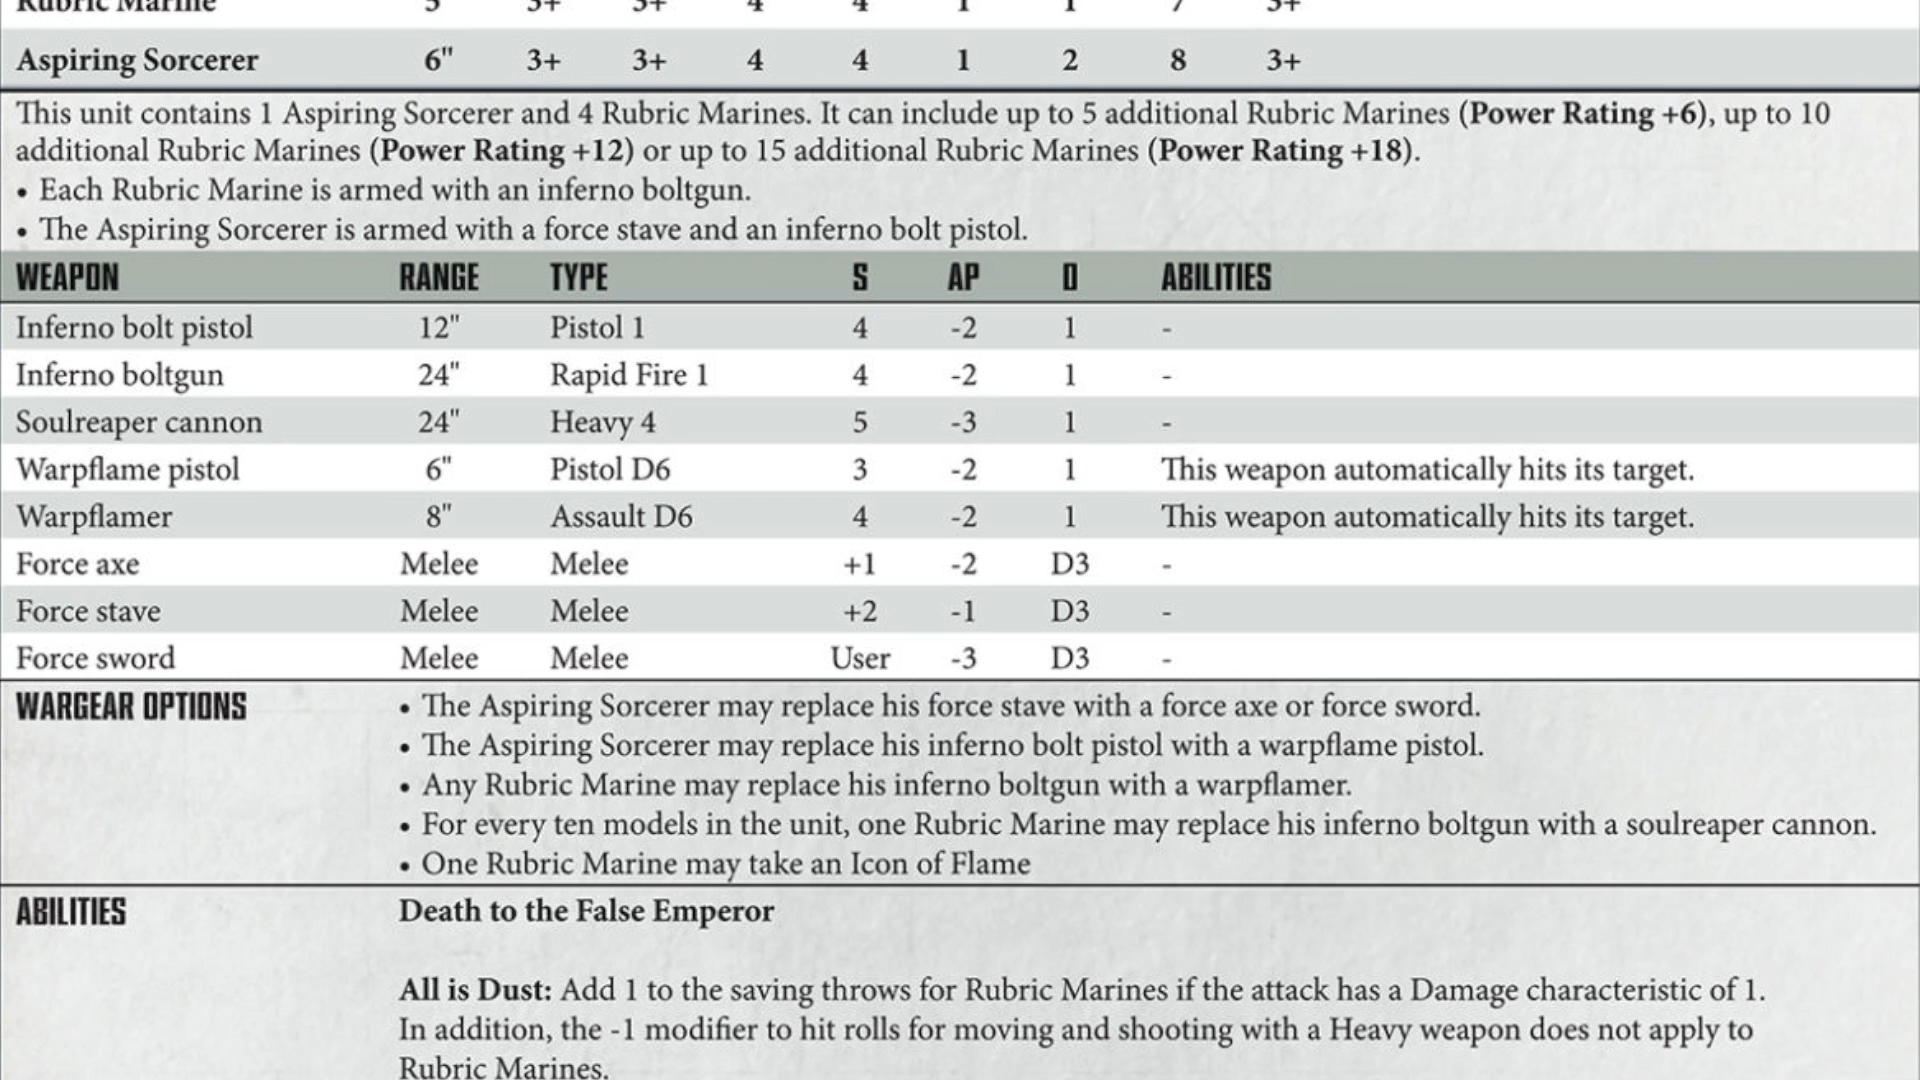 Rubric Marine 5" 3+ 3+ 4 4 1 1 7 3+
Aspiring Sorcerer 6" 3+ 3+ 4 4 1 2 8 3+
This unit contains 1 Aspiring Sorcerer and 4 Rubric Marines. It can include up to 5 additional Rubric Marines (Power Rating +6), up to 10
additional Rubric Marines (Power Rating +12) or up to 15 additional Rubric Marines (Power Rating +18).
• Each Rubric Marine is armed with an inferno boltgun.
• The Aspiring Sorcerer is armed with a force stave and an inferno bolt pistol.
WEAPON RANGE TYPE S AP D ABILITIES
Inferno bolt pistol 12" Pistol 1 4 -2 1 -
Inferno boltgun 24" Rapid Fire 1 4 -2 1 -
Soulreaper cannon 24" Heavy 4 5 -3 1 -
Warpflame pistol 6" Pistol D6 3 -2 1 This weapon automatically hits its target.
Warpflamer 8" Assault D6 4 -2 1 This weapon automatically hits its target.
Force axe Melee Melee +1 -2 D3 -
Force stave Melee Melee +2 -1 D3 -
Force sword Melee Melee User -3 D3 -
WARGEAR OPTIONS • The Aspiring Sorcerer may replace his force stave with a force axe or force sword.
• The Aspiring Sorcerer may replace his inferno bolt pistol with a warpflame pistol.
• Any Rubric Marine may replace his inferno boltgun with a warpflamer.
• For every ten models in the unit, one Rubric Marine may replace his inferno boltgun with a soulreaper cannon.
• One Rubric Marine may take an Icon of Flame
ABILITIES Death to the False Emperor
All is Dust: Add 1 to the saving throws for Rubric Marines if the attack has a Damage characteristic of 1.
In addition, the -1 modifier to hit rolls for moving and shooting with a Heavy weapon does not apply to
Rubric Marines.